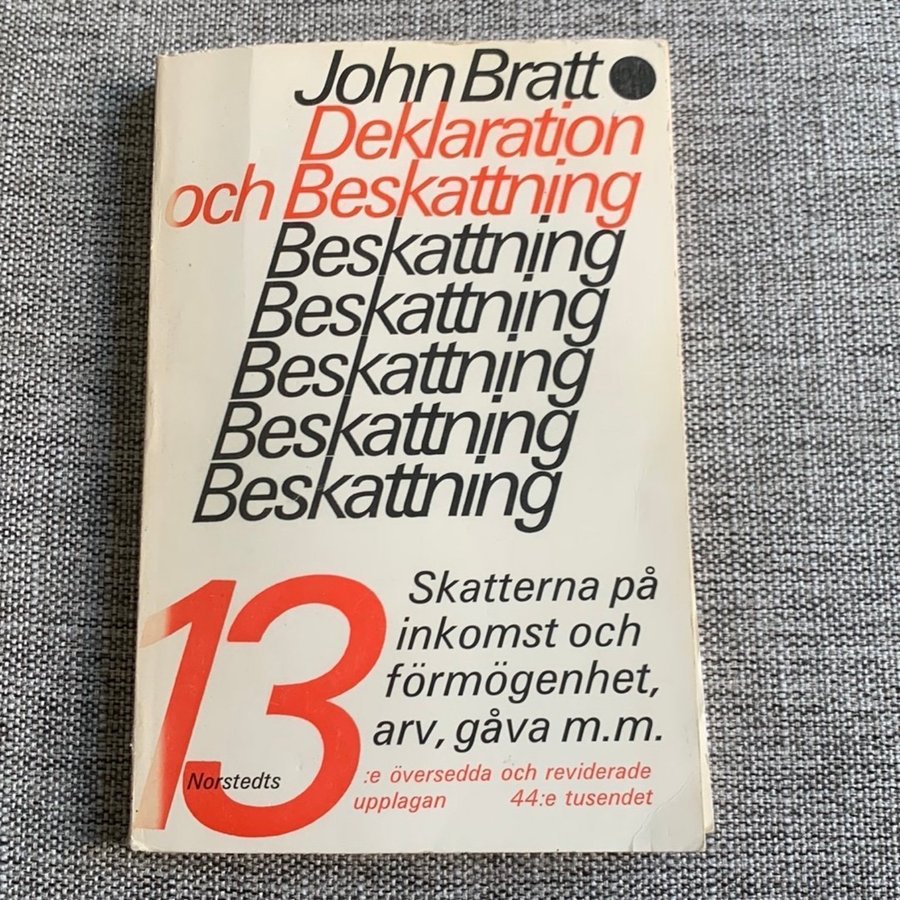 John Bratt
Deklaration
och Beskattning
Beskattning
Beskattning
Beskattning
Beskattning
Beskattning
13
Skatterna på
inkomst och
förmögenhet,
arv, gåva m.m.
Norstedts
:e översedda och reviderade
upplagan 44:e tusendet